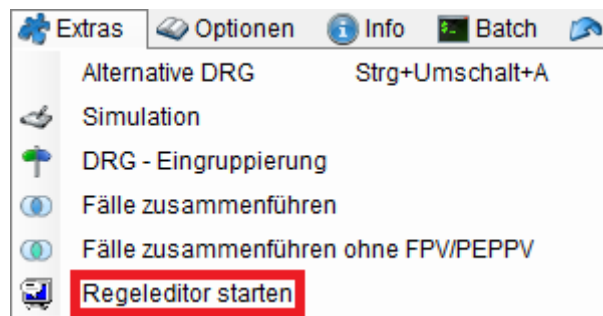 Extras Optionen Info Batch
Alternative DRG Strg+Umschalt+A
Simulation
DRG - Eingruppierung
Fälle zusammenführen
Fälle zusammenführen ohne FPV/PEPPV
Regeleditor starten